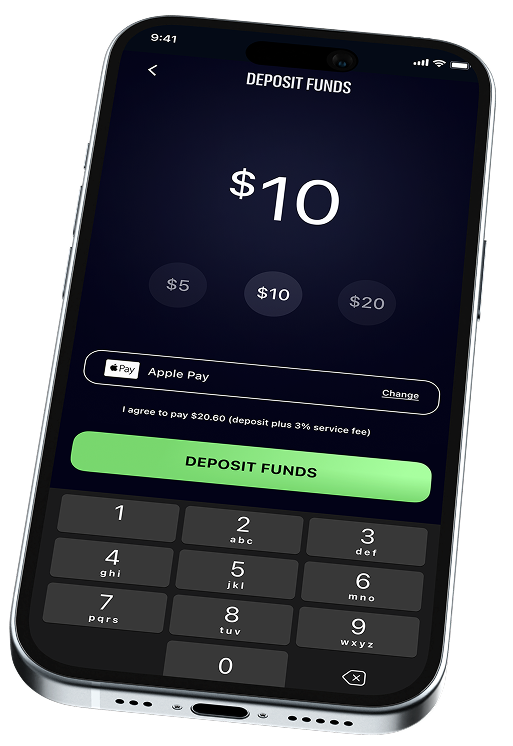 9:41
DEPOSIT FUNDS
$10
$5 $10 $20
Pay Apple Pay Change
I agree to pay $20.60 (deposit plus 3% service fee)
DEPOSIT FUNDS
1 2 3
abc def
4 5 6
ghi jkl mno
7 8 9
pqrs tuv wxyz
0